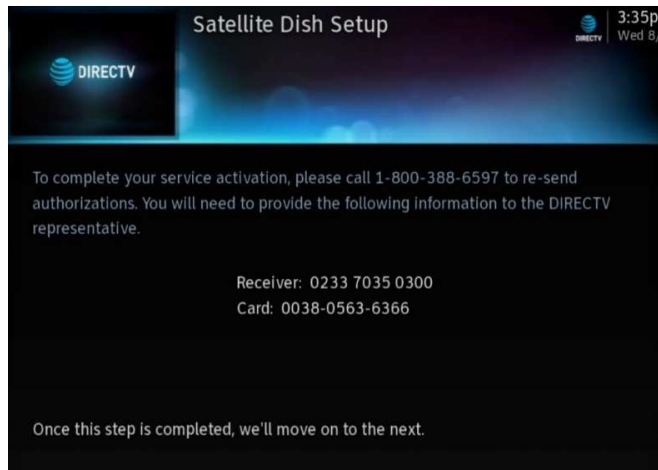 Satellite Dish Setup
3:35p
DIRECTV
Wed 8/
DIRECTV
To complete your service activation, please call 1-800-388-6597 to re-send
authorizations. You will need to provide the following information to the DIRECTV
representative.
Receiver: 0233 7035 0300
Card: 0038-0563-6366
Once this step is completed, we'll move on to the next.